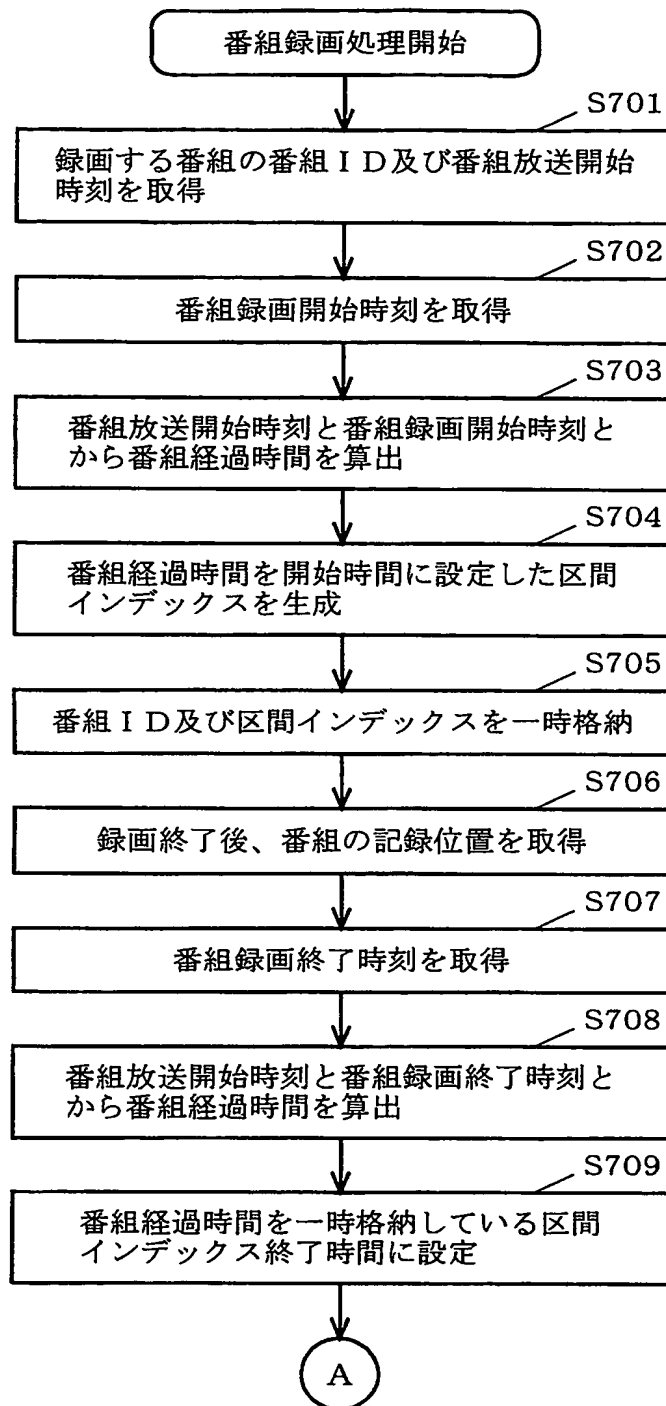 番組録画処理開始
S701
録画する番組の番組ＩＤ及び番組放送開始
時刻を取得
S702
番組録画開始時刻を取得
S703
番組放送開始時刻と番組録画開始時刻と
から番組経過時間を算出
S704
番組経過時間を開始時間に設定した区間
インデックスを生成
S705
番組ＩＤ及び区間インデックスを一時格納
S706
録画終了後、番組の記録位置を取得
S707
番組録画終了時刻を取得
S708
番組放送開始時刻と番組録画終了時刻と
から番組経過時間を算出
S709
番組経過時間を一時格納している区間
インデックス終了時間に設定
A